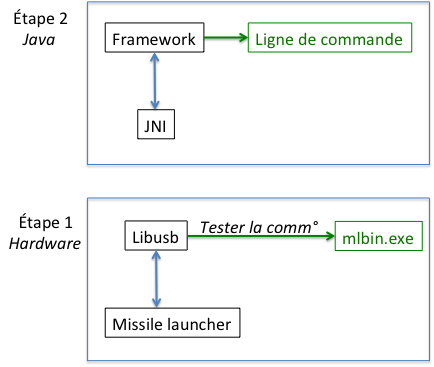 Étape 2
Java
Framework
Ligne de commande
JNI
Étape 1
Hardware
Libusb
Tester la comm°
mlbin.exe
Missile launcher